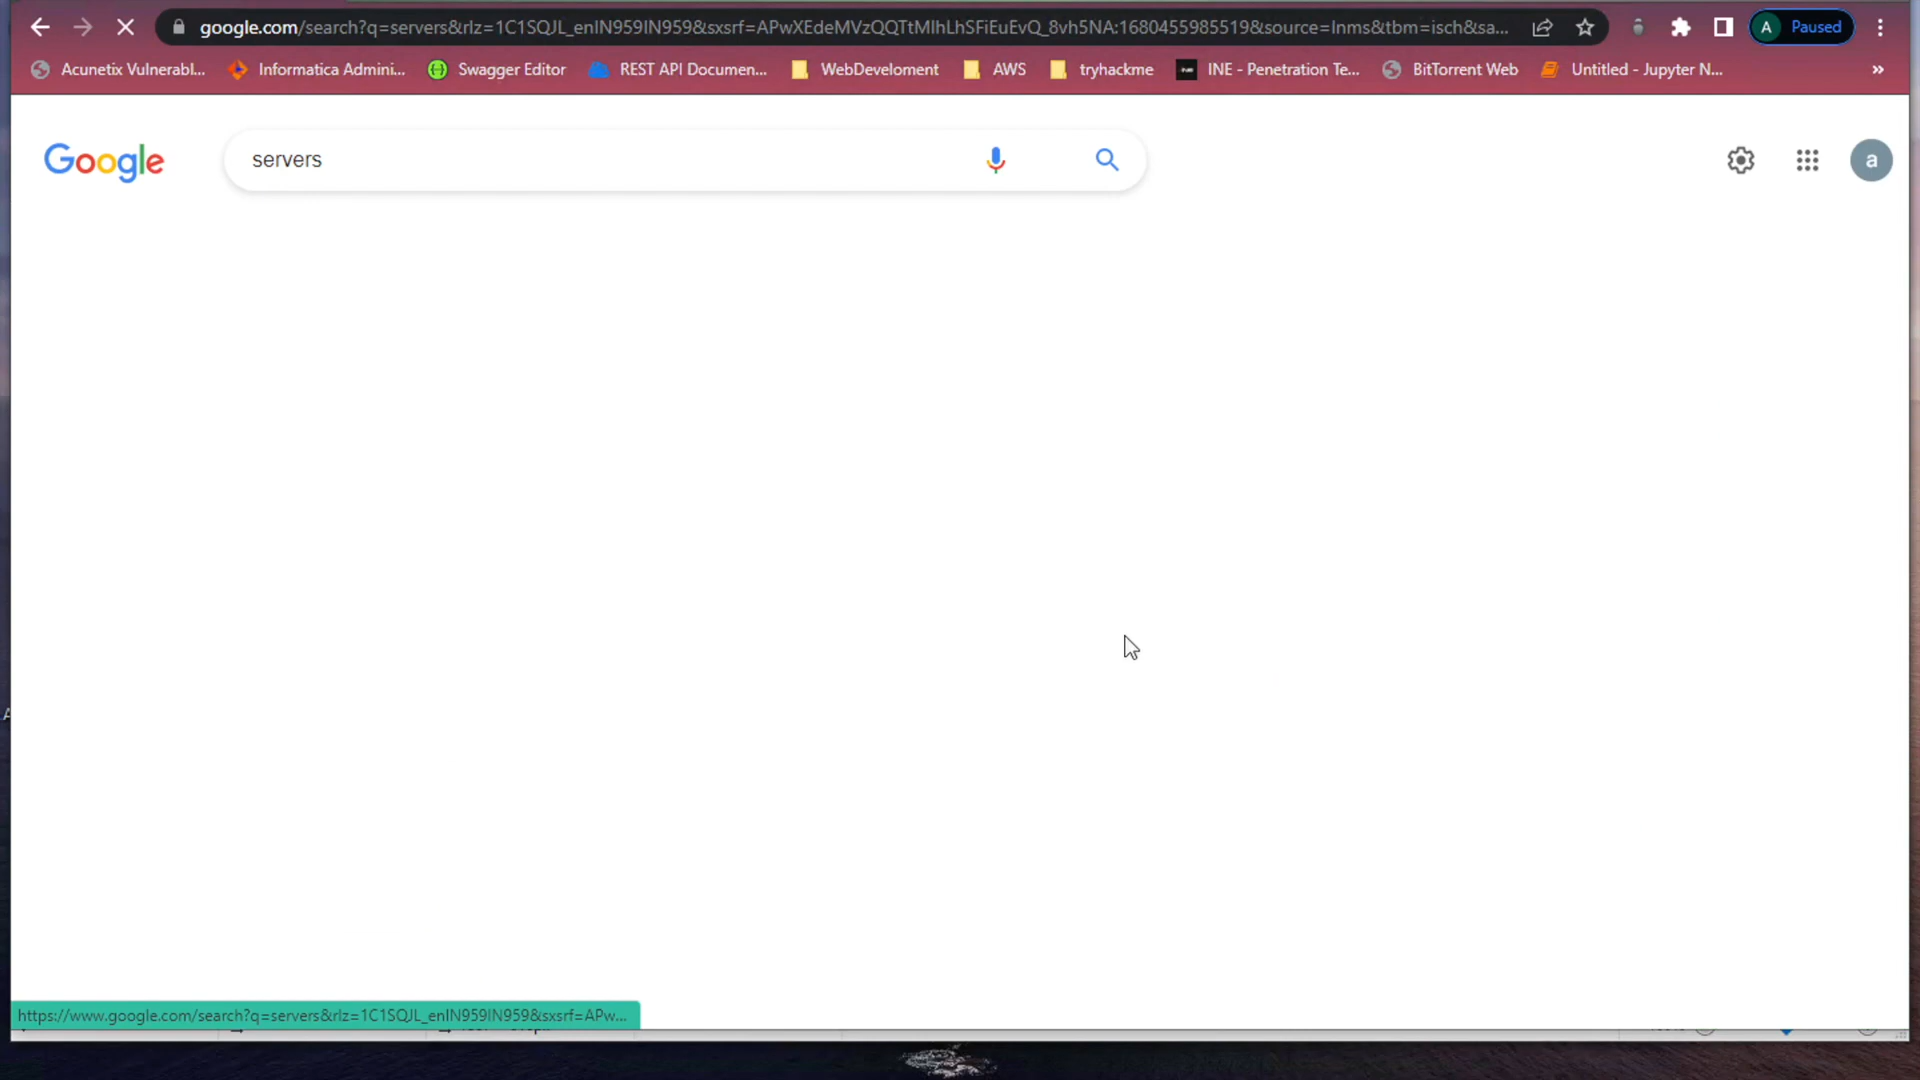 google.com/search?q=servers&rlz=1C1SQJL_enIN959IN959&sxsrf=APwXEdeMVzQQTtMIhLhSFiEuEvQ_8vh5NA:1680455985519&source=lnms&tbm=isch&sa...
A Paused
Acunetix Vulnerabl... Informatica Admini... Swagger Editor REST API Documen... WebDeveloment AWS tryhackme INE - Penetration Te... BitTorrent Web Untitled - Jupyter N... »
Google servers a
https://www.google.com/search?q=servers&rlz=1C1SQJL_enIN959IN959&sxsrf=APw...